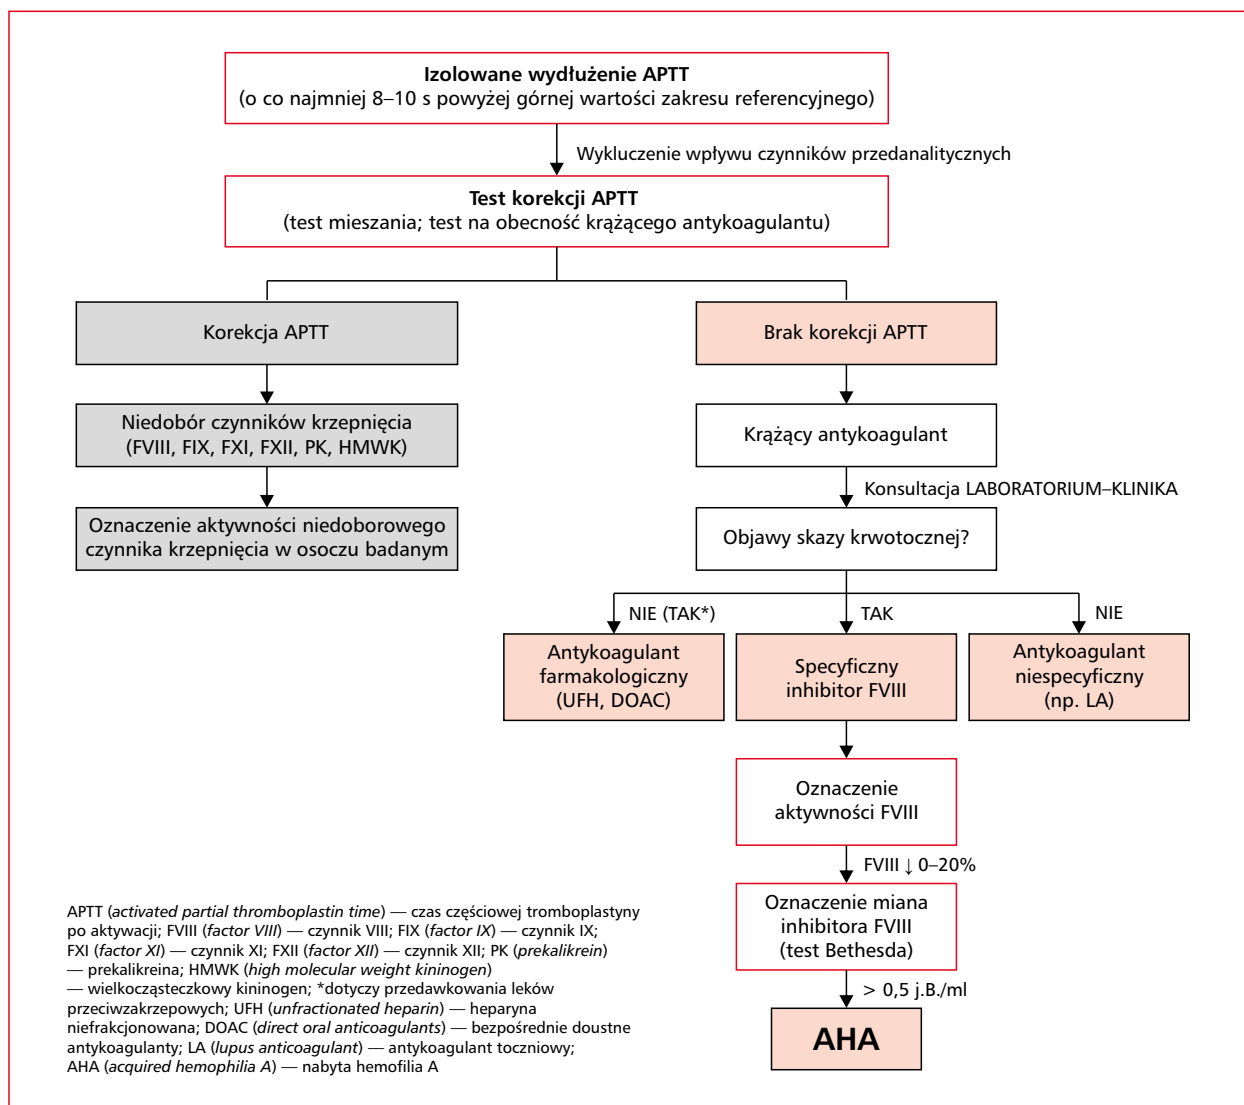 Izolowane wydłużenie APTT
(o co najmniej 8–10 s powyżej górnej wartości zakresu referencyjnego)
Wykluczenie wpływu czynników przedanalitycznych
Test korekcji APTT
(test mieszania; test na obecność krążącego antykoagulantu)
Korekcja APTT
Brak korekcji APTT
Niedobór czynników krzepnięcia
(FVIII, FIX, FXI, FXII, PK, HMWK)
Krążący antykoagulant
Konsultacja LABORATORIUM–KLINIKA
Oznaczenie aktywności niedoborowego
czynnika krzepnięcia w osoczu badanym
Objawy skazy krwotocznej?
NIE (TAK*)
TAK
NIE
Antykoagulant
farmakologiczny
(UFH, DOAC)
Specyficzny
inhibitor FVIII
Antykoagulant
niespecyficzny
(np. LA)
Oznaczenie
aktywności FVIII
FVIII ↓ 0–20%
Oznaczenie miana
inhibitora FVIII
(test Bethesda)
> 0,5 j.B./ml
AHA
APTT (activated partial thromboplastin time) — czas częściowej tromboplastyny
po aktywacji; FVIII (factor VIII) — czynnik VIII; FIX (factor IX) — czynnik IX;
FXI (factor XI) — czynnik XI; FXII (factor XII) — czynnik XII; PK (prekalikrein)
— prekalikreina; HMWK (high molecular weight kininogen)
— wielkocząsteczkowy kininogen; *dotyczy przedawkowania leków
przeciwzakrzepowych; UFH (unfractionated heparin) — heparyna
niefrakcjonowana; DOAC (direct oral anticoagulants) — bezpośrednie doustne
antykoagulanty; LA (lupus anticoagulant) — antykoagulant toczniowy;
AHA (acquired hemophilia A) — nabyta hemofilia A